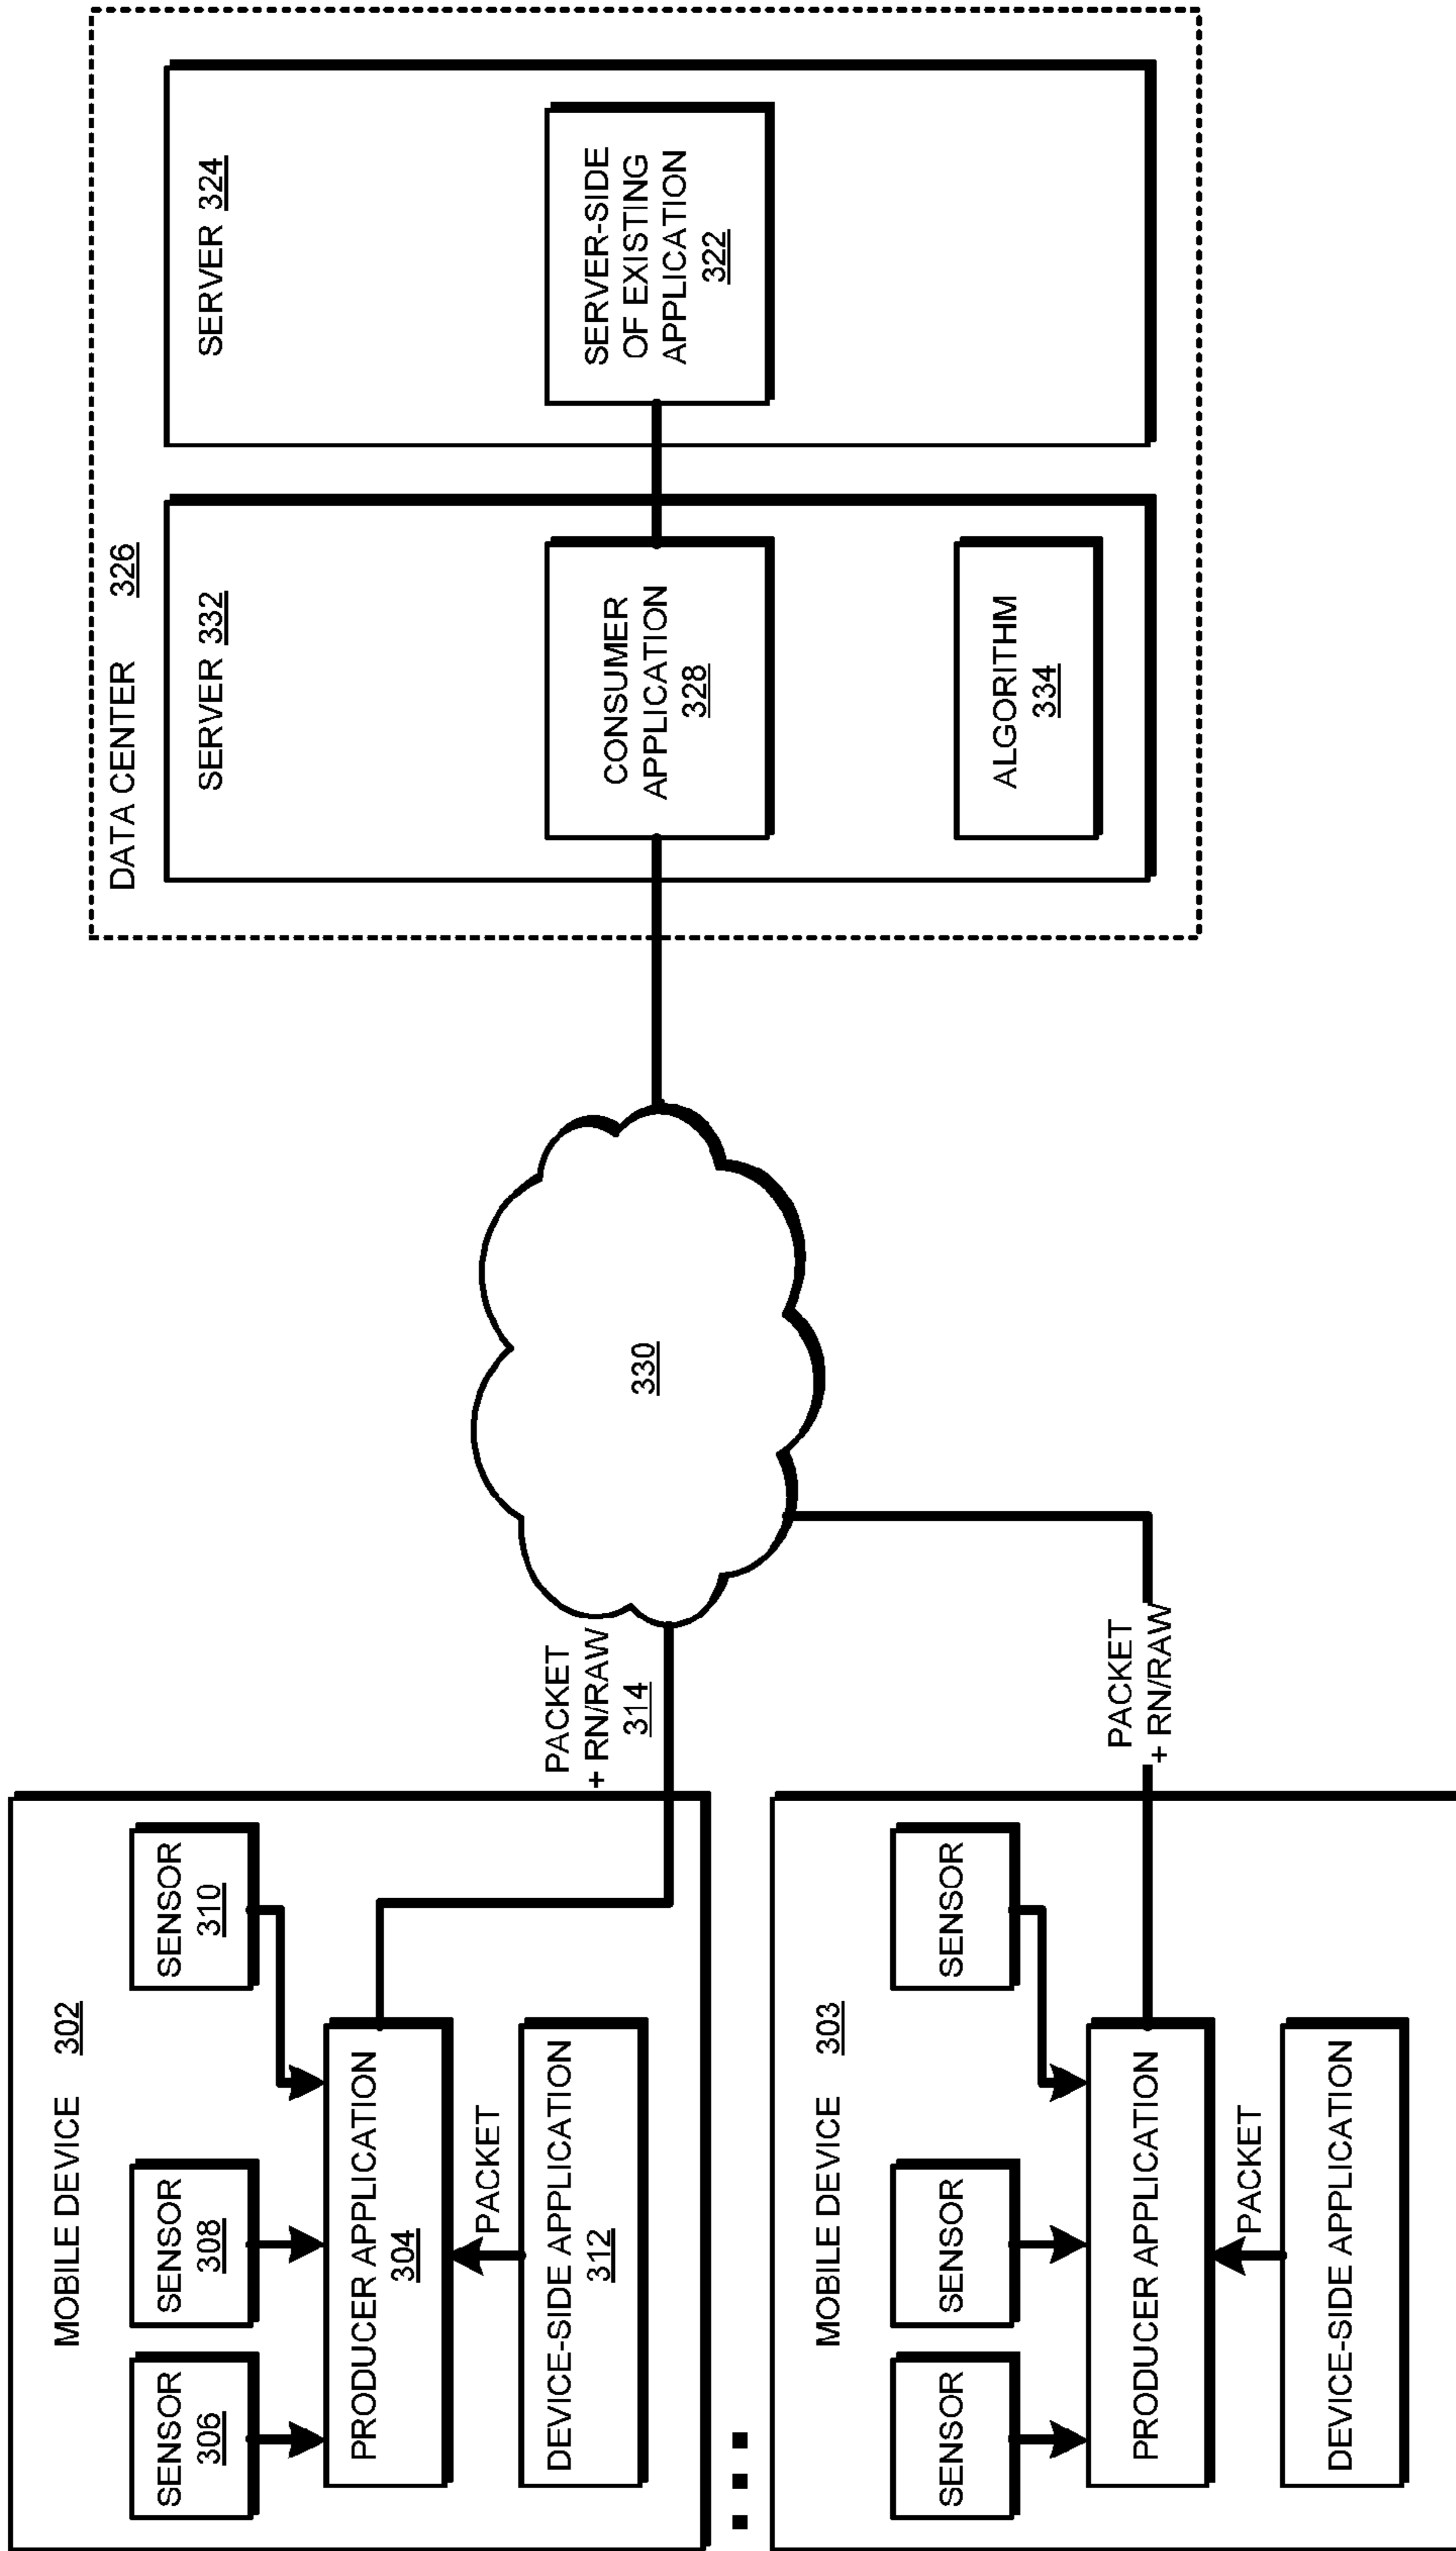 MOBILE DEVICE 302
SENSOR
306
SENSOR
308
SENSOR
310
PRODUCER APPLICATION
304
PACKET
DEVICE-SIDE APPLICATION
312
PACKET
+ RN/RAW
314
MOBILE DEVICE 303
SENSOR
SENSOR
SENSOR
PRODUCER APPLICATION
PACKET
DEVICE-SIDE APPLICATION
PACKET
+ RN/RAW
330
DATA CENTER 326
SERVER 332
CONSUMER
APPLICATION
328
ALGORITHM
334
SERVER 324
SERVER-SIDE
OF EXISTING
APPLICATION
322